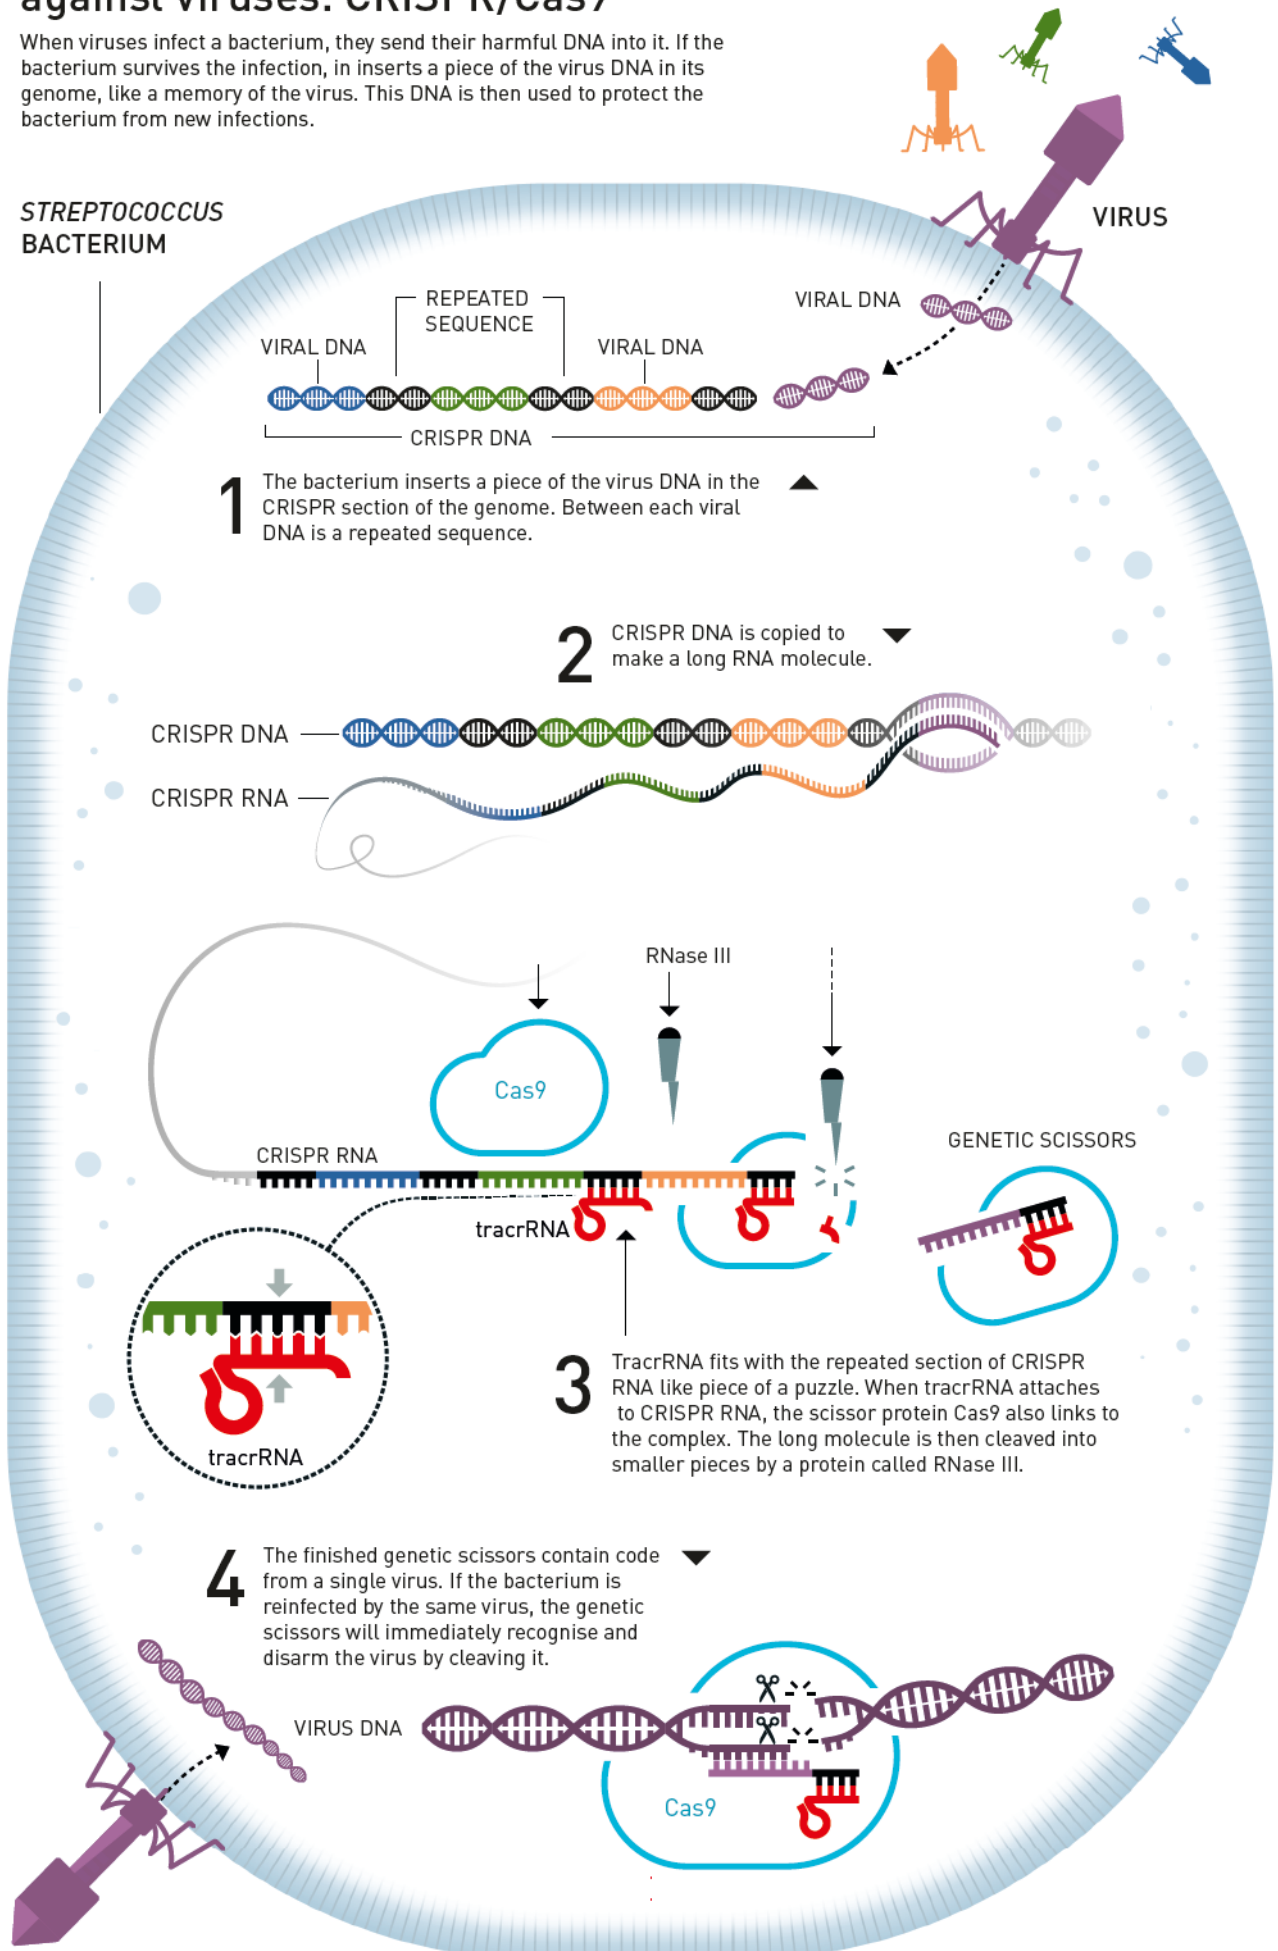 against viruses: CRISPR/Cas9
When viruses infect a bacterium, they send their harmful DNA into it. If the
bacterium survives the infection, in inserts a piece of the virus DNA in its
genome, like a memory of the virus. This DNA is then used to protect the
bacterium from new infections.
STREPTOCOCCUS
BACTERIUM
VIRUS
VIRAL DNA
REPEATED
SEQUENCE
VIRAL DNA
VIRAL DNA
CRISPR DNA
1
The bacterium inserts a piece of the virus DNA in the
CRISPR section of the genome. Between each viral
DNA is a repeated sequence.
2
CRISPR DNA is copied to
make a long RNA molecule.
CRISPR DNA
CRISPR RNA
RNase III
Cas9
GENETIC SCISSORS
CRISPR RNA
tracrRNA
tracrRNA
3
TracrRNA fits with the repeated section of CRISPR
RNA like piece of a puzzle. When tracrRNA attaches
to CRISPR RNA, the scissor protein Cas9 also links to
the complex. The long molecule is then cleaved into
smaller pieces by a protein called RNase III.
4
The finished genetic scissors contain code
from a single virus. If the bacterium is
reinfected by the same virus, the genetic
scissors will immediately recognise and
disarm the virus by cleaving it.
VIRUS DNA
Cas9